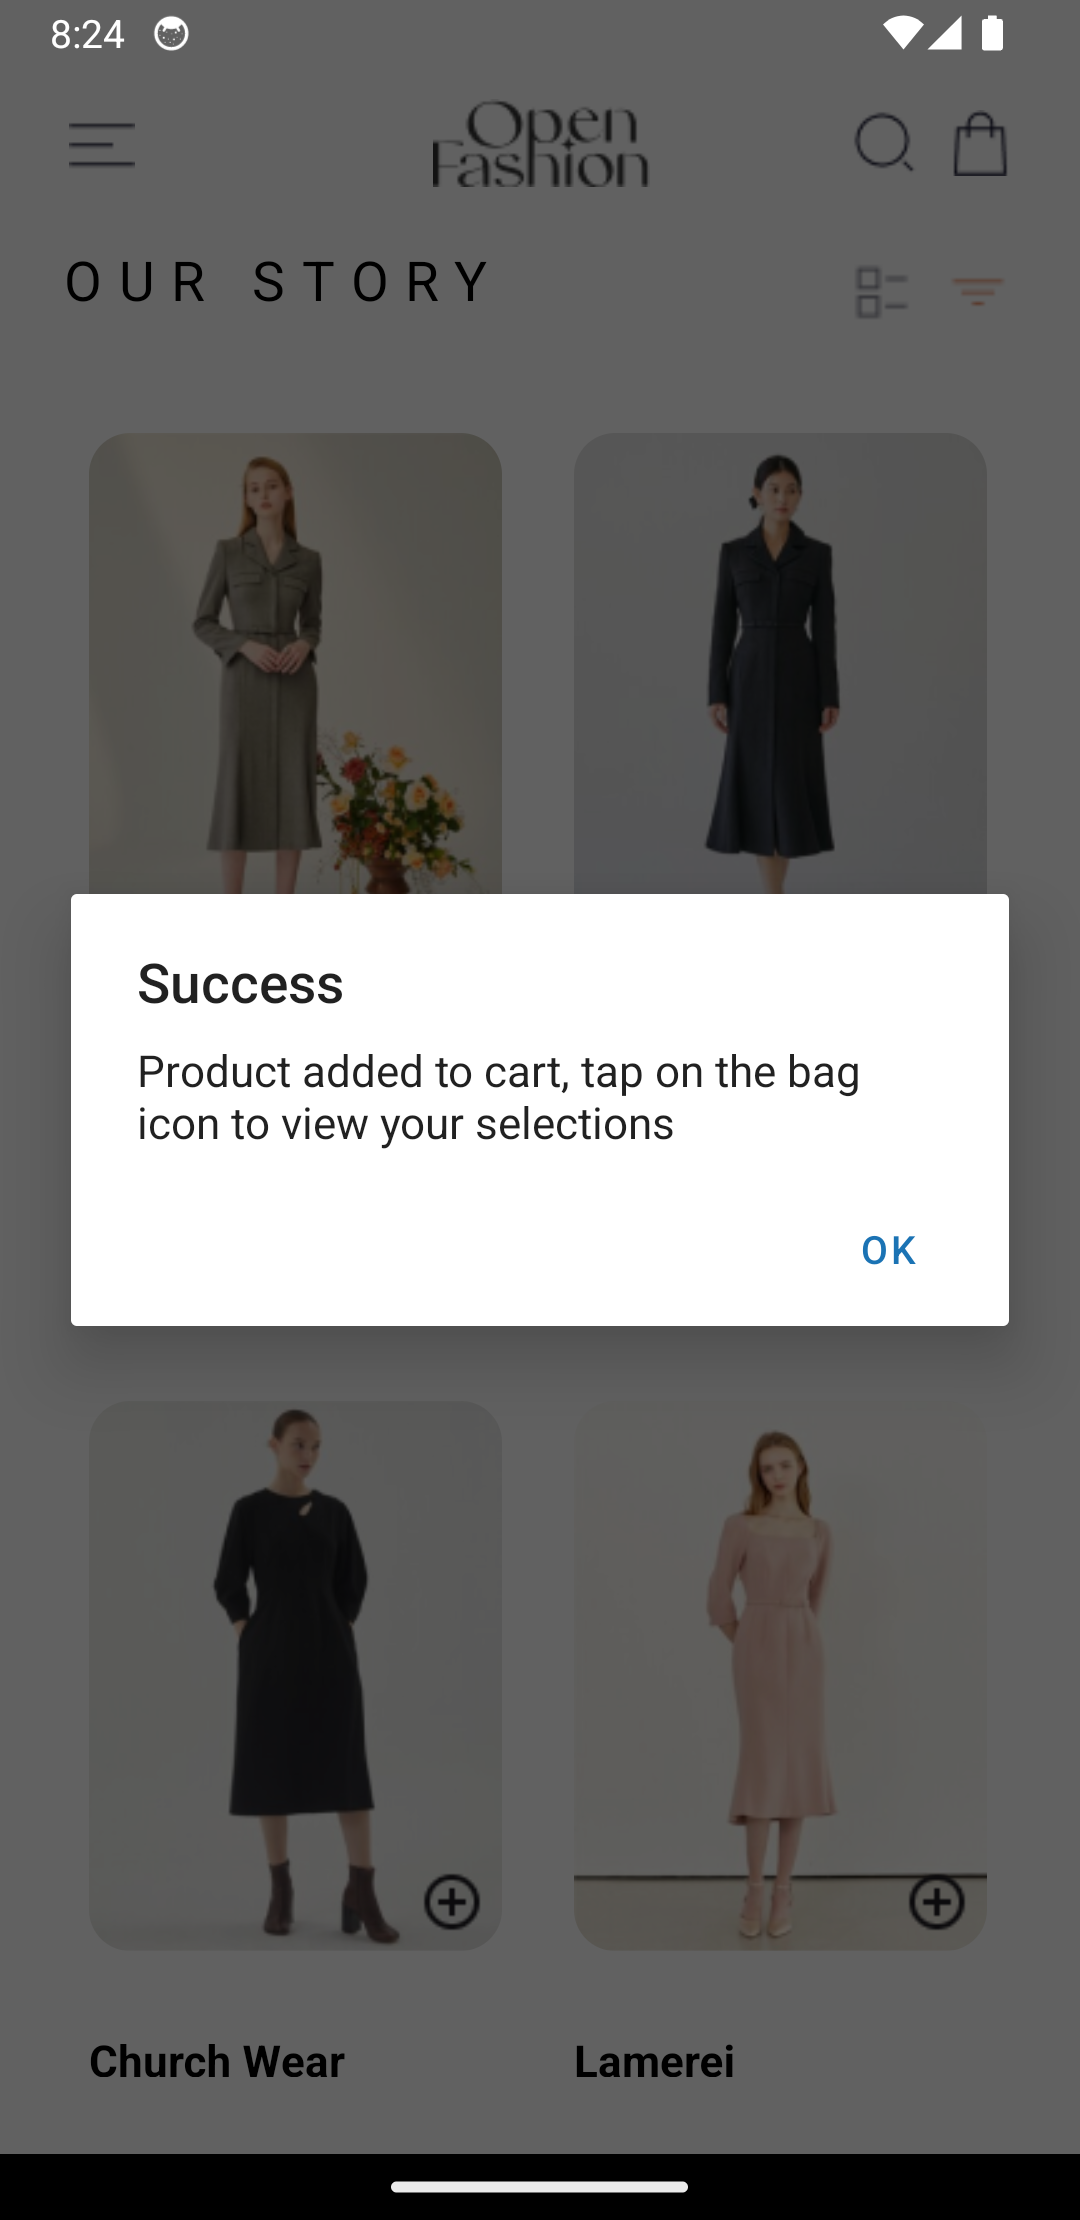 8:24
Open
Fashion
OUR STORY
Success
Product added to cart, tap on the bag
icon to view your selections
OK
Church Wear
Lamerei